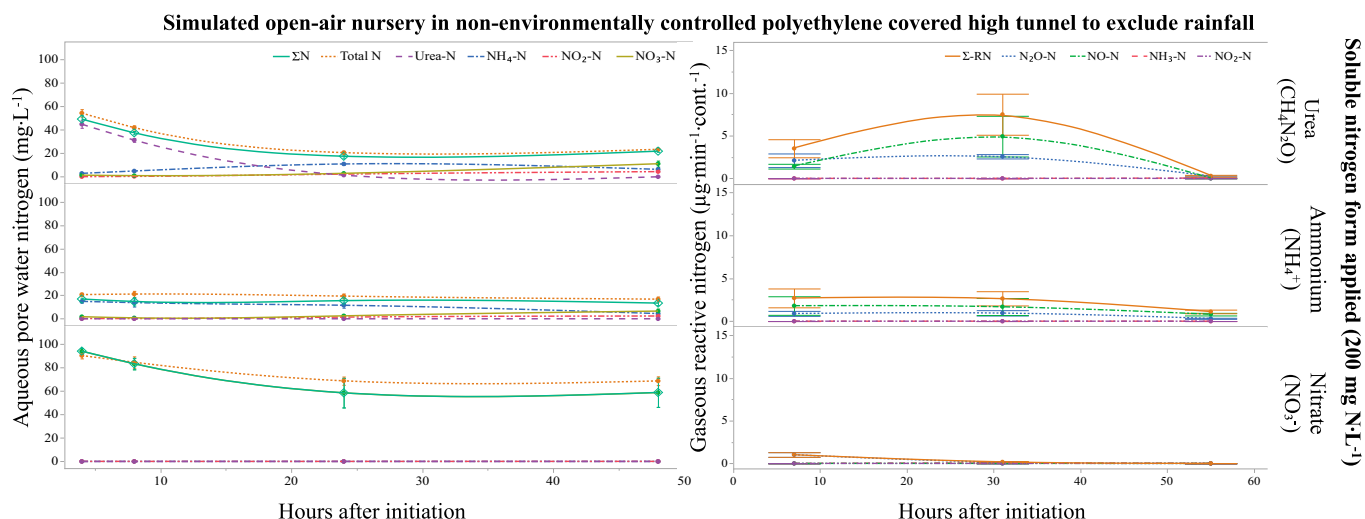 Simulated open-air nursery in non-environmentally controlled polyethylene covered high tunnel to exclude rainfall
Aqueous pore water nitrogen (mg·L⁻¹)
ΣN Total N Urea-N NH₄-N NO₂-N NO₃-N
100
80
60
40
20
0
100
80
60
40
20
0
100
80
60
40
20
0
10 20 30 40 50
Hours after initiation
Gaseous reactive nitrogen (μg·min⁻¹·cont.⁻¹)
Σ-RN N₂O-N NO-N NH₃-N NO₂-N
15
10
5
0
15
10
5
0
15
10
5
0
0 10 20 30 40 50 60
Hours after initiation
Urea
(CH₄N₂O)
Ammonium
(NH₄⁺)
Nitrate
(NO₃-)
Soluble nitrogen form applied (200 mg N·L⁻¹)